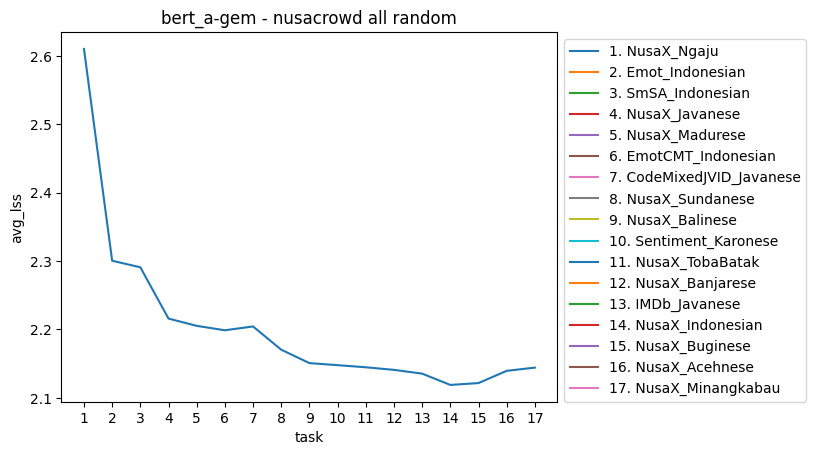 bert_a-gem - nusacrowd all random
avg_lss
2.6
2.5
2.4
2.3
2.2
2.1
1 2 3 4 5 6 7 8 9 10 11 12 13 14 15 16 17
task
1. NusaX_Ngaju
2. Emot_Indonesian
3. SmSA_Indonesian
4. NusaX_Javanese
5. NusaX_Madurese
6. EmotCMT_Indonesian
7. CodeMixedJVID_Javanese
8. NusaX_Sundanese
9. NusaX_Balinese
10. Sentiment_Karonese
11. NusaX_TobaBatak
12. NusaX_Banjarese
13. IMDb_Javanese
14. NusaX_Indonesian
15. NusaX_Buginese
16. NusaX_Acehnese
17. NusaX_Minangkabau